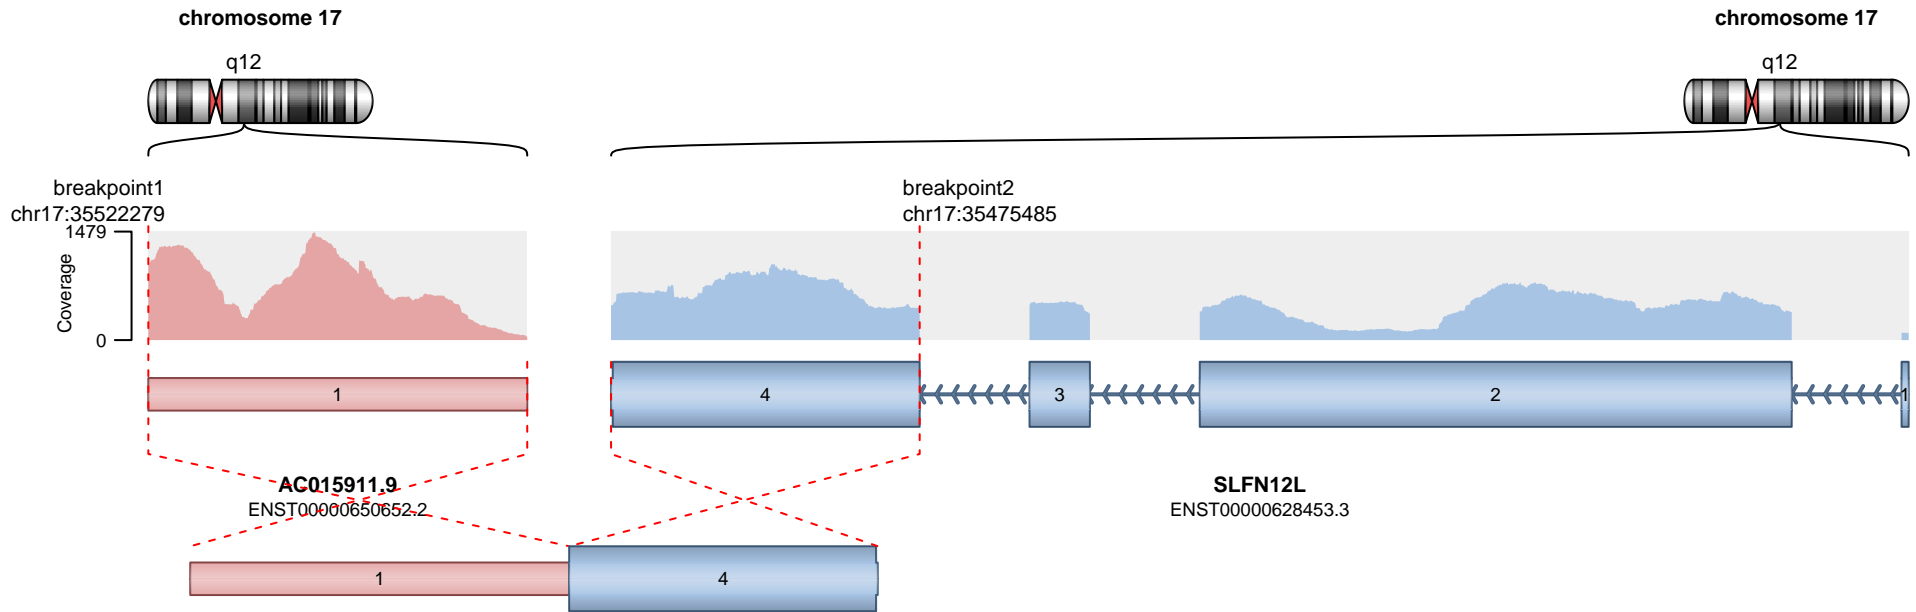 chromosome 17
chromosome 17
q12
q12
breakpoint1
chr17:35522279
breakpoint2
chr17:35475485
1479
Coverage
0
1
4
3
2
1
AC015911.9
ENST00000650652.2
SLFN12L
ENST00000628453.3
1
4